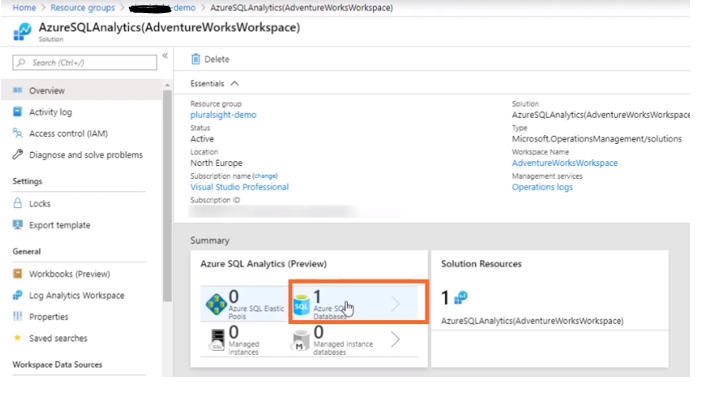 Home > Resource groups > -demo > AzureSQLAnalytics(AdventureWorksWorkspace)
AzureSQLAnalytics(AdventureWorksWorkspace)
Solution
Search (Ctrl+/)
«
Delete
Overview
Activity log
Access control (IAM)
Diagnose and solve problems
Settings
Locks
Export template
General
Workbooks (Preview)
Log Analytics Workspace
Properties
Saved searches
Workspace Data Sources
Essentials
Resource group
pluralsight-demo
Status
Active
Location
North Europe
Subscription name (change)
Visual Studio Professional
Subscription ID
Solution
AzureSQLAnalytics(AdventureWorksWorkspace
Type
Microsoft.OperationsManagement/solutions
Workspace Name
AdventureWorksWorkspace
Management services
Operations logs
Summary
Azure SQL Analytics (Preview)
0
Azure SQL Elastic
Pools
SQL
1
Azure SQL
Databases
SQL
0
Managed
Instances
M
0
Managed Instance
databases
Solution Resources
1
AzureSQLAnalytics(AdventureWorksWorkspace)